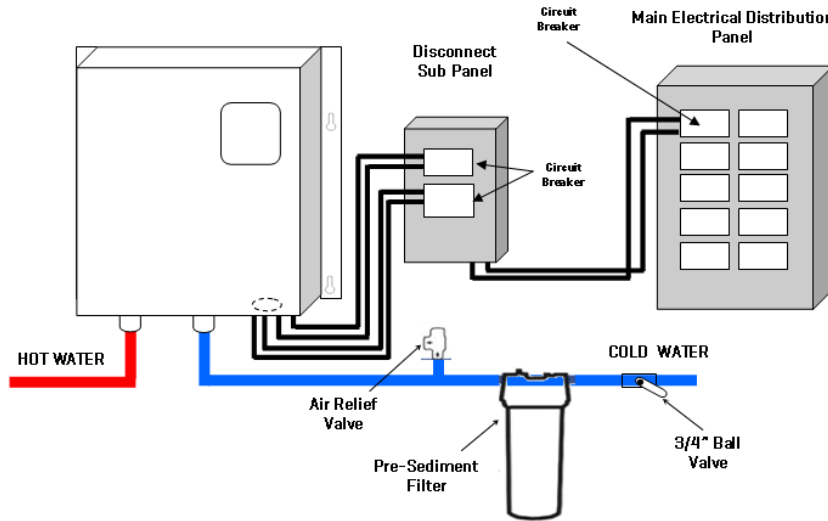 Circuit
Breaker
Main Electrical Distribution
Panel
Disconnect
Sub Panel
Circuit
Breaker
HOT WATER
COLD WATER
Air Relief
Valve
3/4" Ball
Valve
Pre-Sediment
Filter